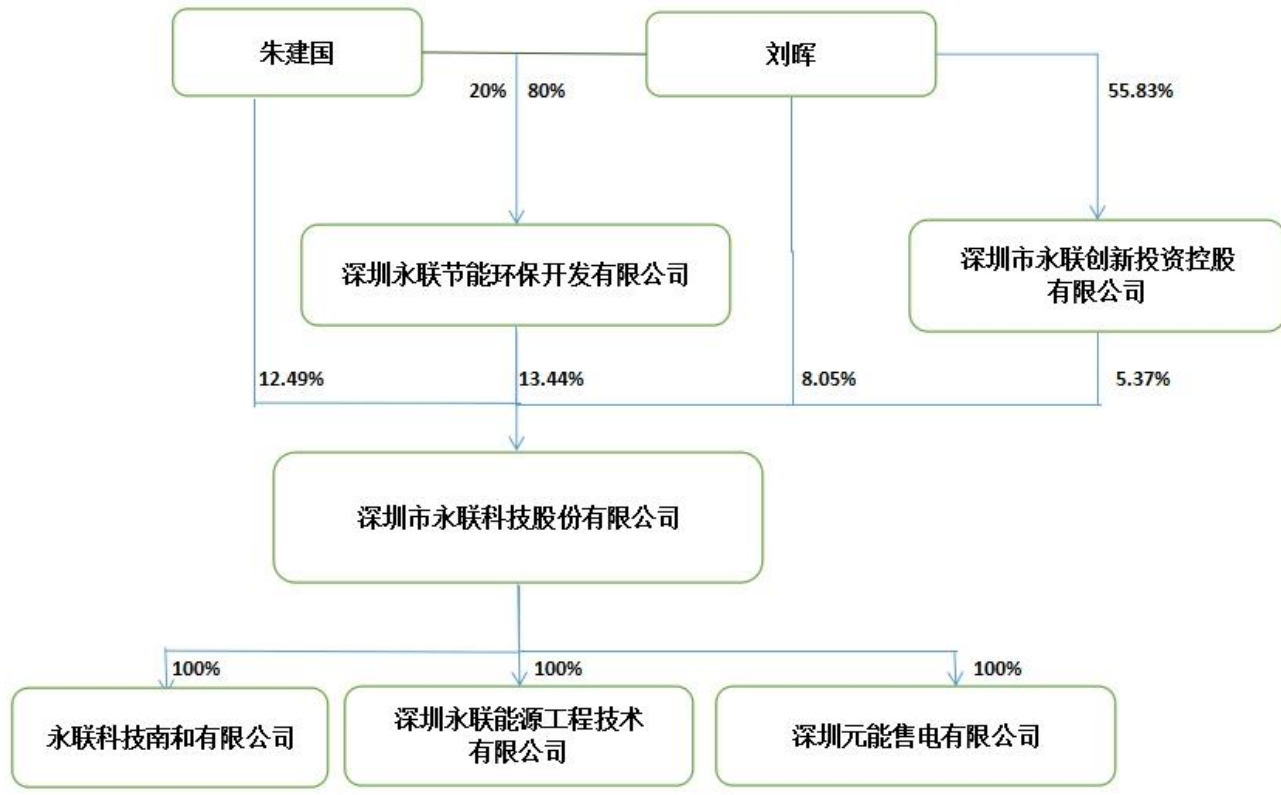 朱建国
刘晖
20%
80%
55.83%
深圳永联节能环保开发有限公司
深圳市永联创新投资控股
有限公司
12.49%
13.44%
8.05%
5.37%
深圳市永联科技股份有限公司
100%
100%
100%
永联科技南和有限公司
深圳永联能源工程技术
有限公司
深圳元能售电有限公司